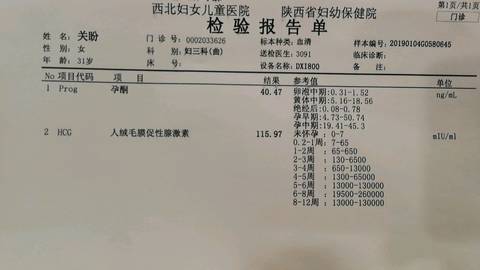 第1页/共1页
西北妇女儿童医院 陕西省妇幼保健院
门诊
检验报告单
姓 名: 关盼 门 诊 号: 0002033626 标本种类:血清 样本编号:20190104G0580645
性 别: 女 科 别: 妇三科(曲) 送检医生: 3091 临床诊断:
年 龄: 31岁 床 号: 设备名称: DXI800 备 注:
No 项目代码 项 目 结果 参考值 单位
1 Prog 孕酮 40.47 卵泡中期:0.31-1.52 ng/mL
黄体中期:5.16-18.56
绝经后:0.08-0.78
孕早期:4.73-50.74
孕中期:19.41-45.3
2 HCG 人绒毛膜促性腺激素 115.97 未怀孕 :0-7 mIU/ml
0.2-1周: 7-65
1-2周 : 65-650
2-3周 : 130-6500
3-4周 : 650-13000
4-5周 : 1300-65000
5-6周 : 13000-130000
6-8周 : 19500-260000
8-12周 : 13000-130000